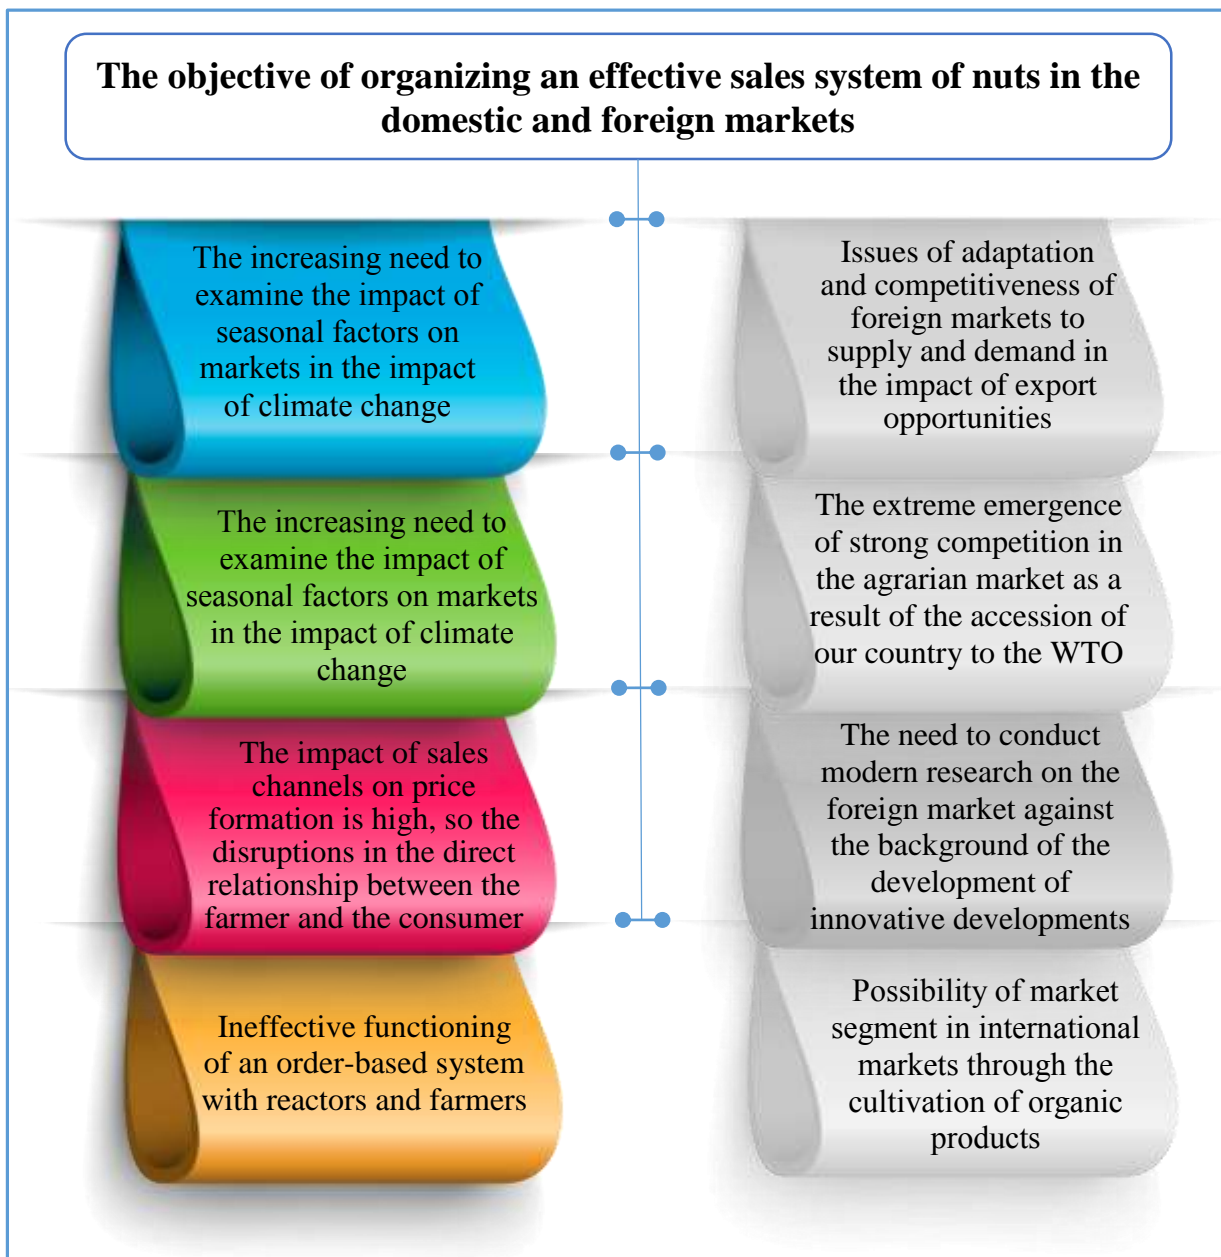 The objective of organizing an effective sales system of nuts in the
domestic and foreign markets
The increasing need to
examine the impact of
seasonal factors on
markets in the impact
of climate change
The increasing need to
examine the impact of
seasonal factors on markets
in the impact of climate
change
The impact of sales
channels on price
formation is high, so the
disruptions in the direct
relationship between the
farmer and the consumer
Ineffective functioning
of an order-based system
with reactors and farmers
Issues of adaptation
and competitiveness of
foreign markets to
supply and demand in
the impact of export
opportunities
The extreme emergence
of strong competition in
the agrarian market as a
result of the accession of
our country to the WTO
The need to conduct
modern research on the
foreign market against
the background of the
development of
innovative developments
Possibility of market
segment in international
markets through the
cultivation of organic
products